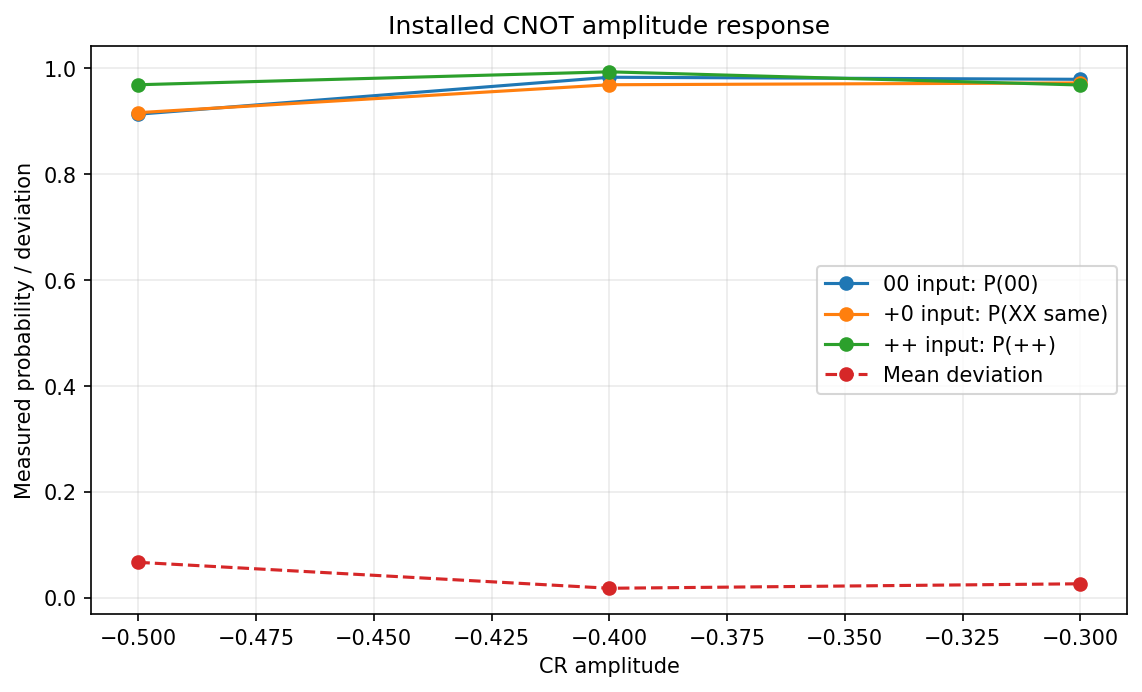 Installed CNOT amplitude response
Measured probability / deviation
1.0
0.8
0.6
0.4
0.2
0.0
00 input: P(00)
+0 input: P(XX same)
++ input: P(++)
Mean deviation
−0.500
−0.475
−0.450
−0.425
−0.400
−0.375
−0.350
−0.325
−0.300
CR amplitude